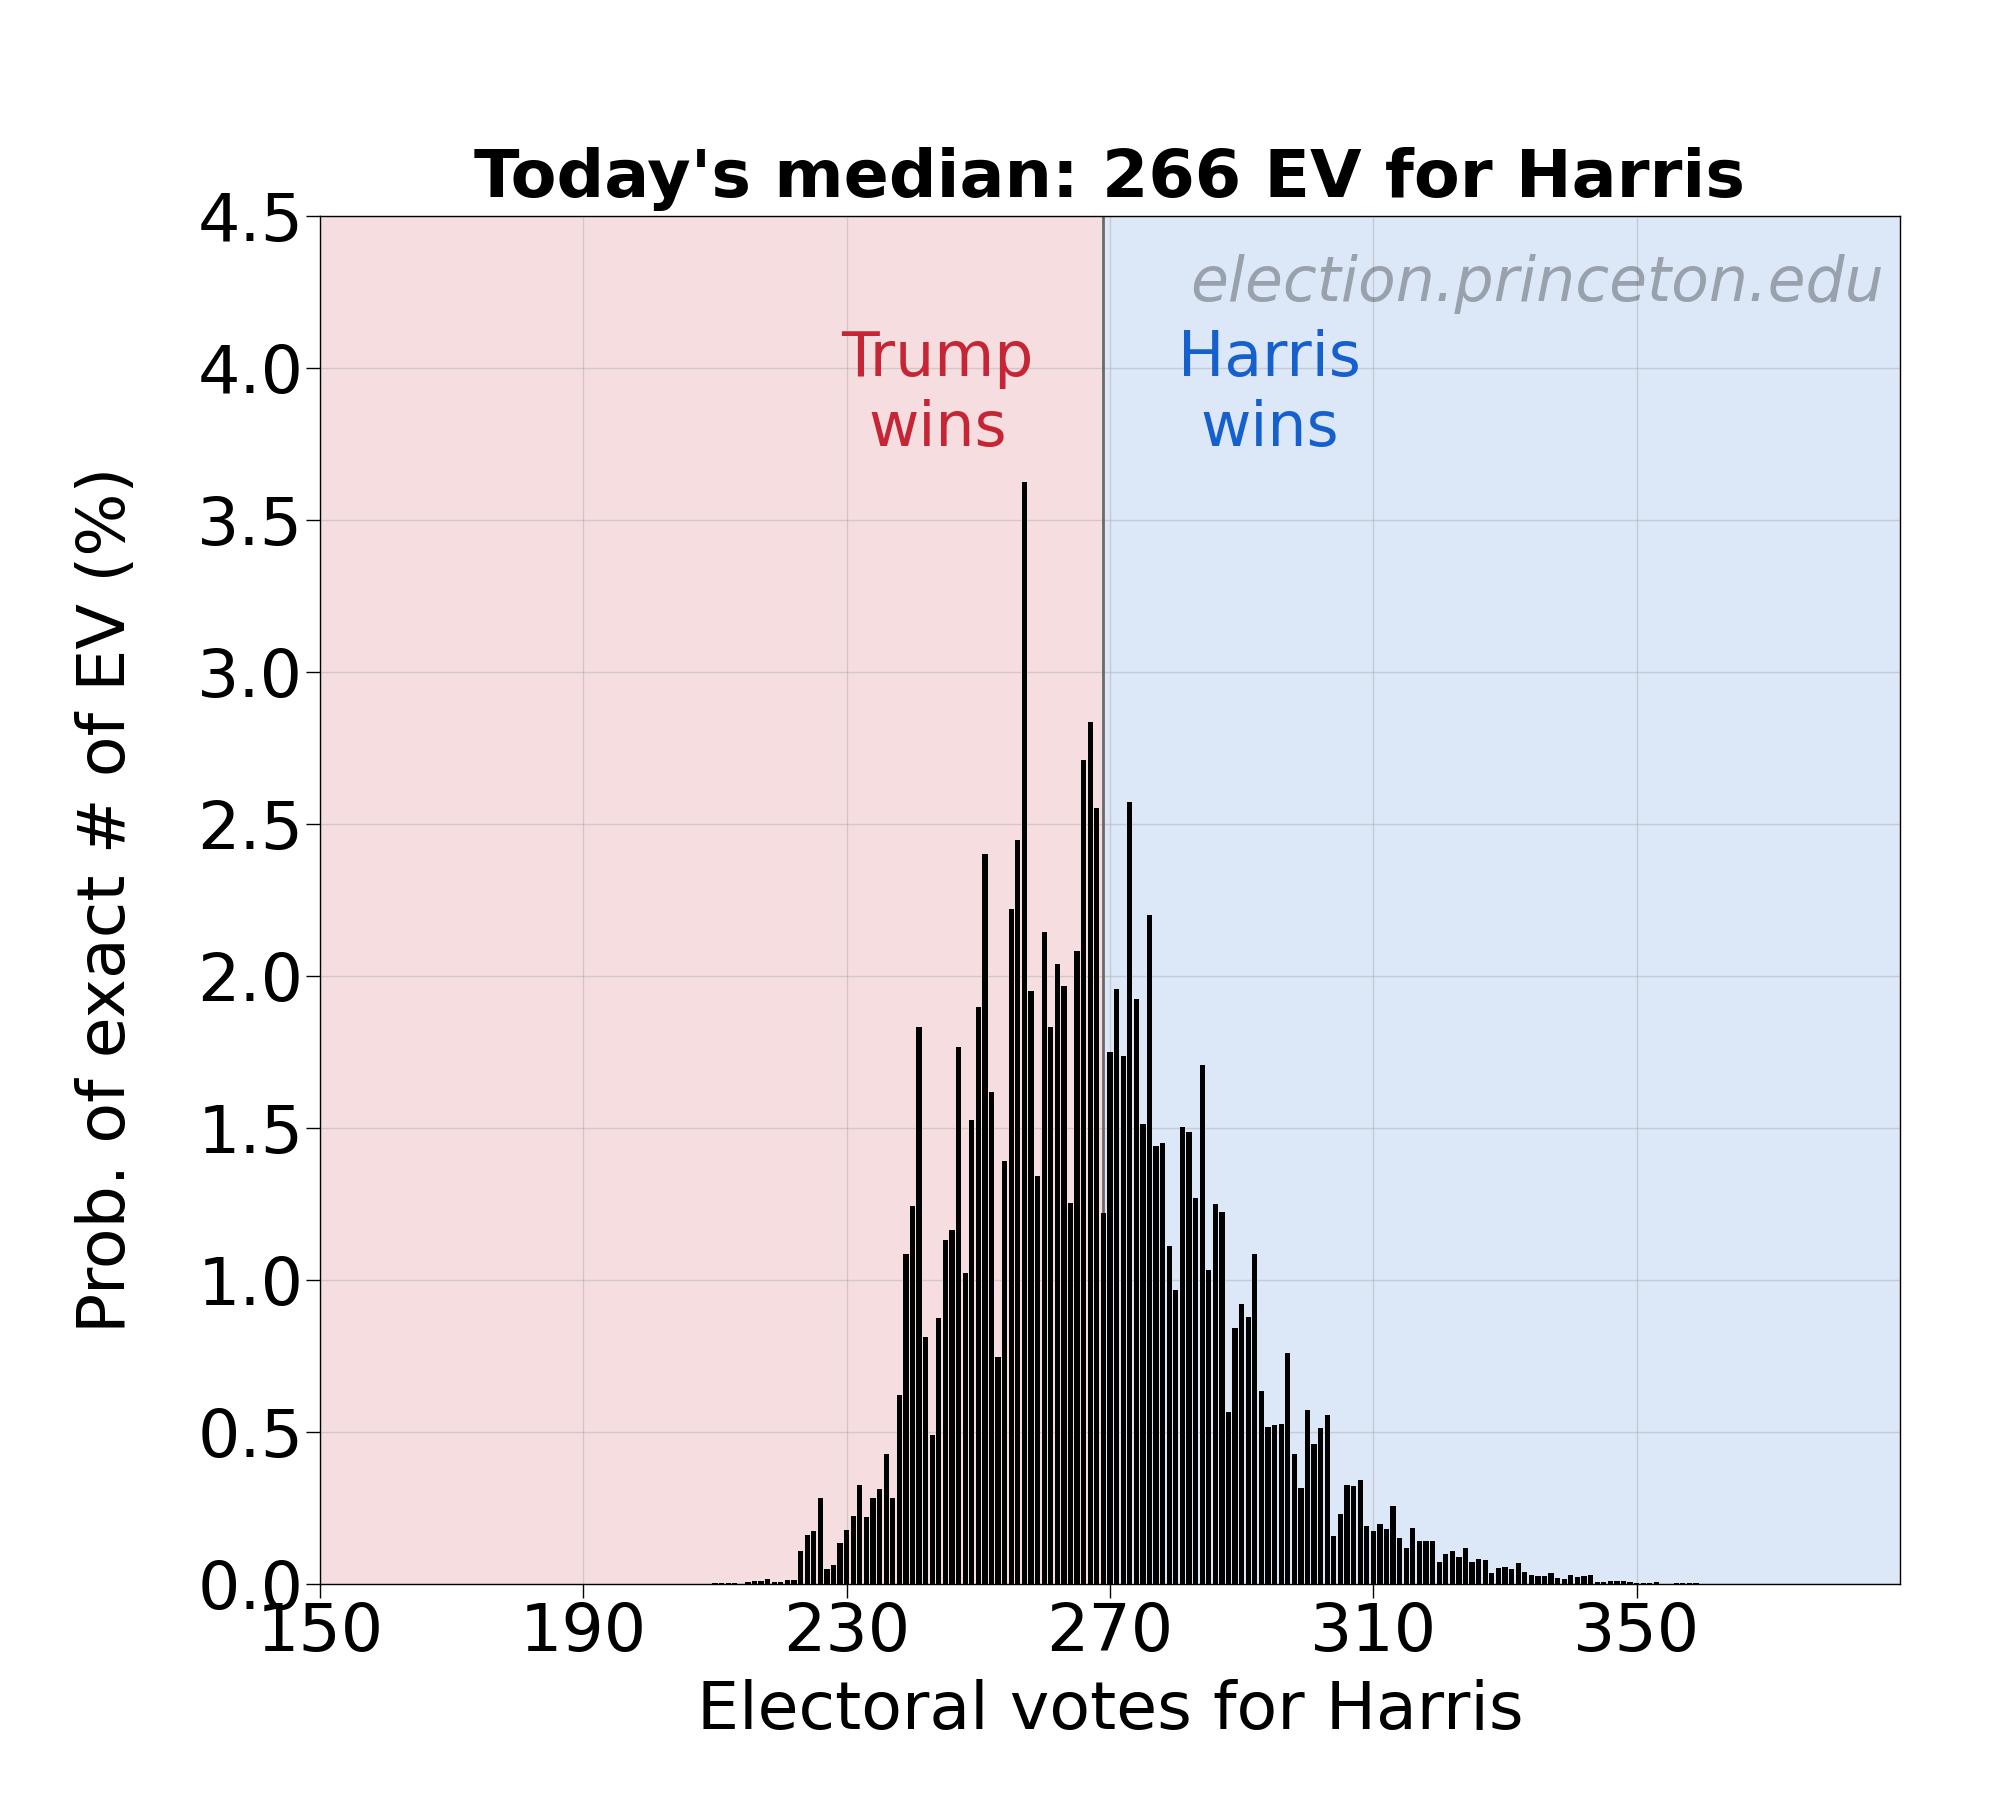 Today's median: 266 EV for Harris
election.princeton.edu
Trump
wins
Harris
wins
Prob. of exact # of EV (%)
4.5
4.0
3.5
3.0
2.5
2.0
1.5
1.0
0.5
0.0
150 190 230 270 310 350
Electoral votes for Harris